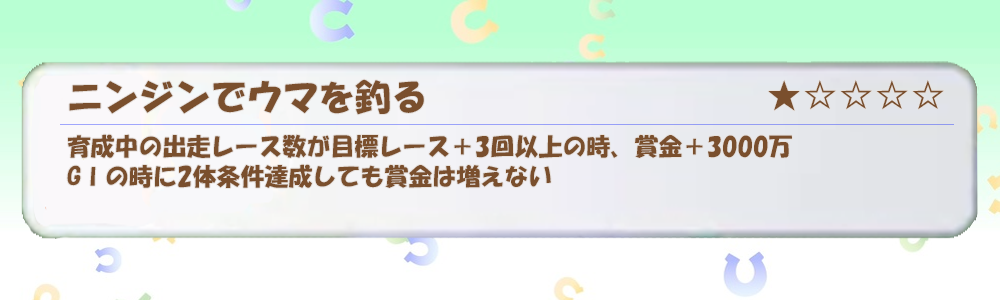 ニンジンでウマを釣る ★☆☆☆☆
育成中の出走レース数が目標レース＋3回以上の時、賞金＋3000万
GⅠの時に2体条件達成しても賞金は増えない